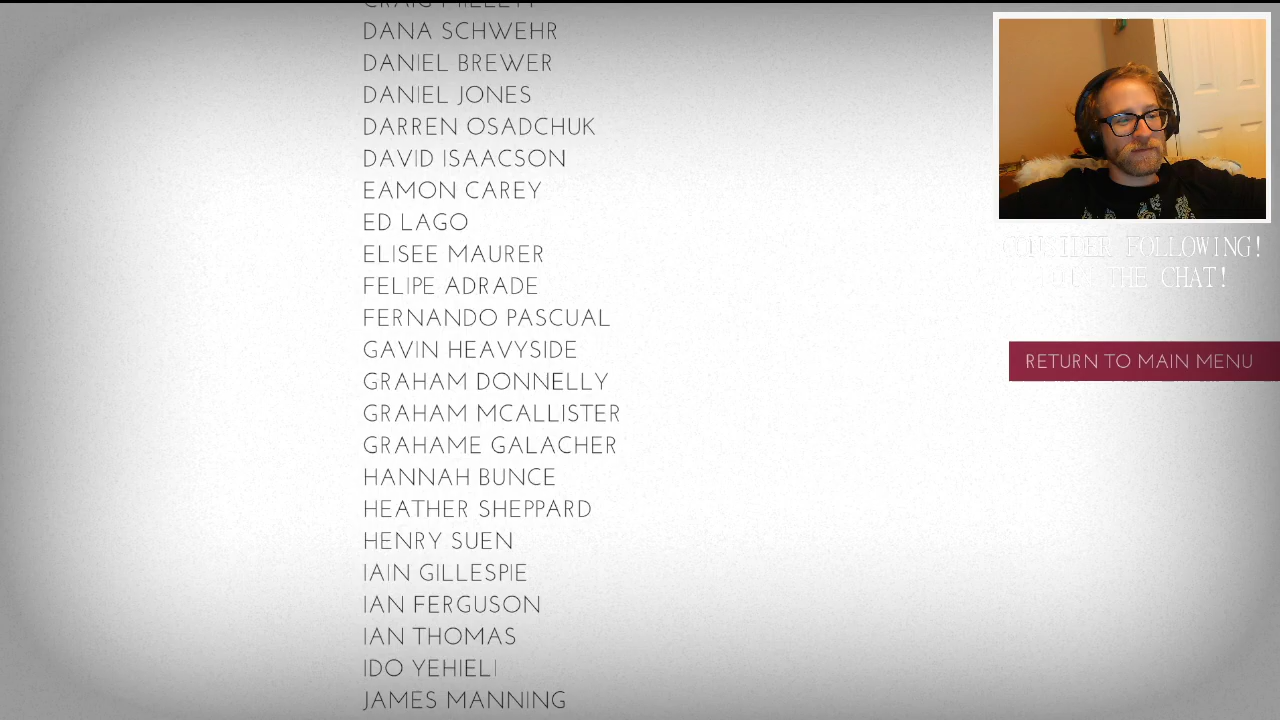 DANA SCHWEHR
DANIEL BREWER
DANIEL JONES
DARREN OSADCHUK
DAVID ISAACSON
EAMON CAREY
ED LAGO
ELISEE MAURER
FELIPE ADRADE
FERNANDO PASCUAL
GAVIN HEAVYSIDE
GRAHAM DONNELLY
GRAHAM MCALLISTER
GRAHAME GALACHER
HANNAH BUNCE
HEATHER SHEPPARD
HENRY SUEN
IAIN GILLESPIE
IAN FERGUSON
IAN THOMAS
IDO YEHIELI
JAMES MANNING
FOLLOWING!
THE CHAT!
RETURN TO MAIN MENU